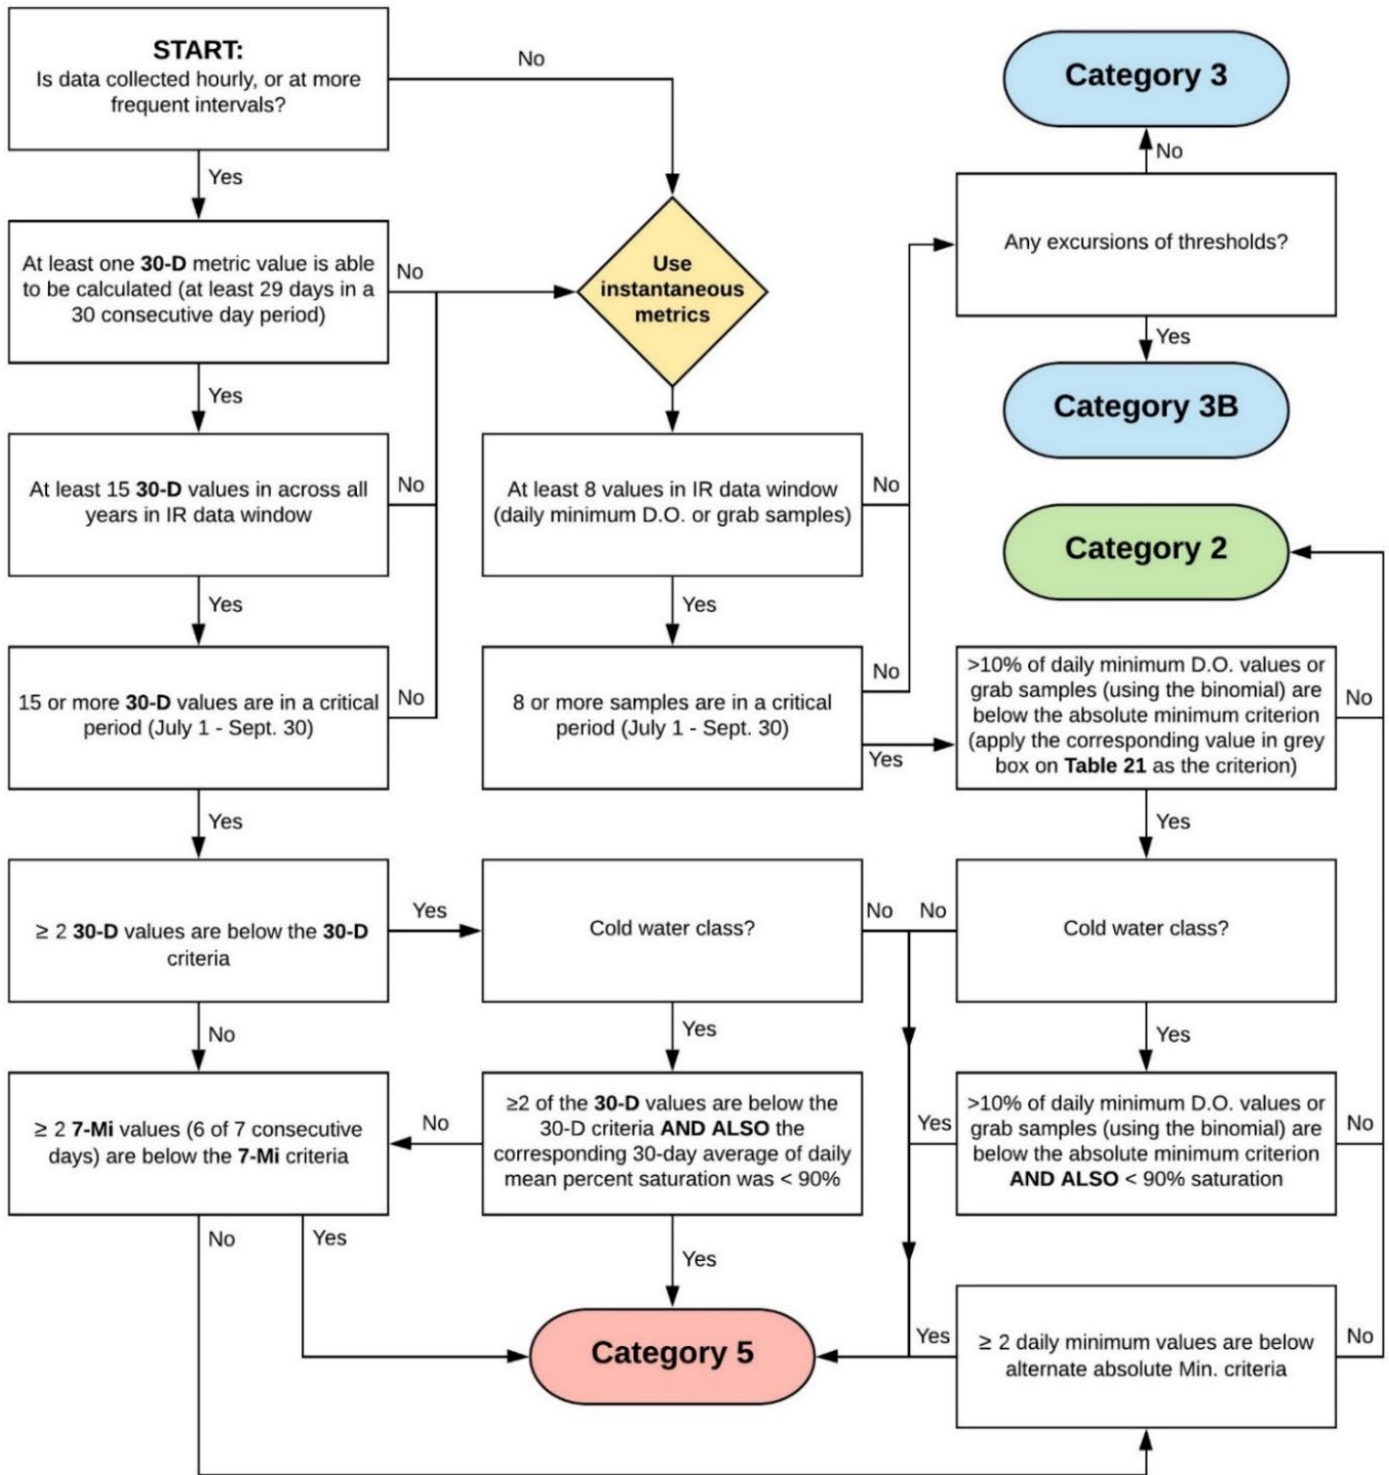 START:
Is data collected hourly, or at more
frequent intervals?
No
Yes
Category 3
No
Any excursions of thresholds?
Yes
Category 3B
At least one 30-D metric value is able
to be calculated (at least 29 days in a
30 consecutive day period)
No
Use
instantaneous
metrics
Yes
At least 15 30-D values in across all
years in IR data window
No
At least 8 values in IR data window
(daily minimum D.O. or grab samples)
No
Category 2
Yes
Yes
15 or more 30-D values are in a critical
period (July 1 - Sept. 30)
No
8 or more samples are in a critical
period (July 1 - Sept. 30)
No
Yes
>10% of daily minimum D.O. values or
grab samples (using the binomial) are
below the absolute minimum criterion
(apply the corresponding value in grey
box on Table 21 as the criterion)
No
Yes
Yes
≥ 2 30-D values are below the 30-D
criteria
Yes
Cold water class?
No
No
Cold water class?
No
Yes
Yes
≥ 2 7-Mi values (6 of 7 consecutive
days) are below the 7-Mi criteria
No
≥2 of the 30-D values are below the
30-D criteria AND ALSO the
corresponding 30-day average of daily
mean percent saturation was < 90%
Yes
>10% of daily minimum D.O. values or
grab samples (using the binomial) are
below the absolute minimum criterion
AND ALSO < 90% saturation
No
No
Yes
Yes
Category 5
Yes
≥ 2 daily minimum values are below
alternate absolute Min. criteria
No